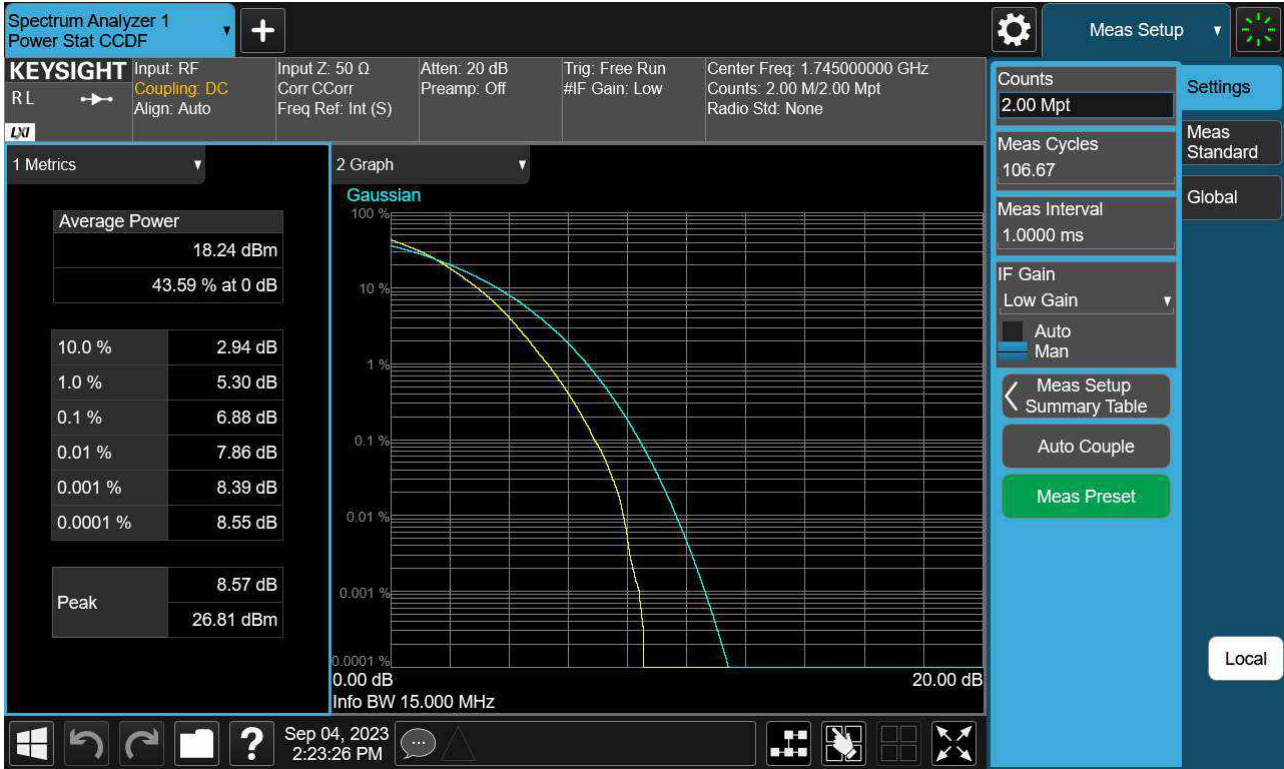 Spectrum Analyzer 1
Power Stat CCDF
+
Meas Setup
KEYSIGHT
RL
LXI
Input: RF
Coupling: DC
Align: Auto
Input Z: 50 Ω
Corr CCorr
Freq Ref: Int (S)
Atten: 20 dB
Preamp: Off
Trig: Free Run
#IF Gain: Low
Center Freq: 1.745000000 GHz
Counts: 2.00 M/2.00 Mpt
Radio Std: None
1 Metrics
Average Power
18.24 dBm
43.59 % at 0 dB
10.0 % 2.94 dB
1.0 % 5.30 dB
0.1 % 6.88 dB
0.01 % 7.86 dB
0.001 % 8.39 dB
0.0001 % 8.55 dB
Peak
8.57 dB
26.81 dBm
2 Graph
Gaussian
100 %
10 %
1 %
0.1 %
0.01 %
0.001 %
0.0001 %
0.00 dB 20.00 dB
Info BW 15.000 MHz
Counts
2.00 Mpt
Meas Cycles
106.67
Meas Interval
1.0000 ms
IF Gain
Low Gain
Auto
Man
Meas Setup
Summary Table
Auto Couple
Meas Preset
Settings
Meas
Standard
Global
Local
?
Sep 04, 2023
2:23:26 PM